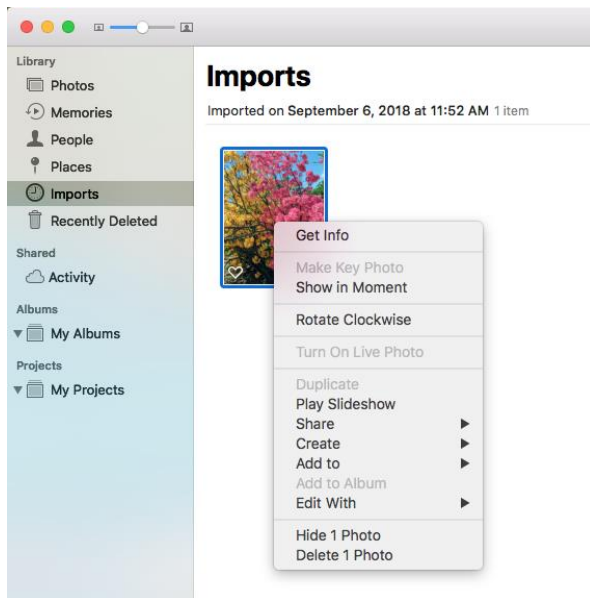 Library
Photos
Memories
People
Places
Imports
Recently Deleted
Shared
Activity
Albums
My Albums
Projects
My Projects
Imports
Imported on September 6, 2018 at 11:52 AM 1 item
Get Info
Make Key Photo
Show in Moment
Rotate Clockwise
Turn On Live Photo
Duplicate
Play Slideshow
Share
Create
Add to
Add to Album
Edit With
Hide 1 Photo
Delete 1 Photo